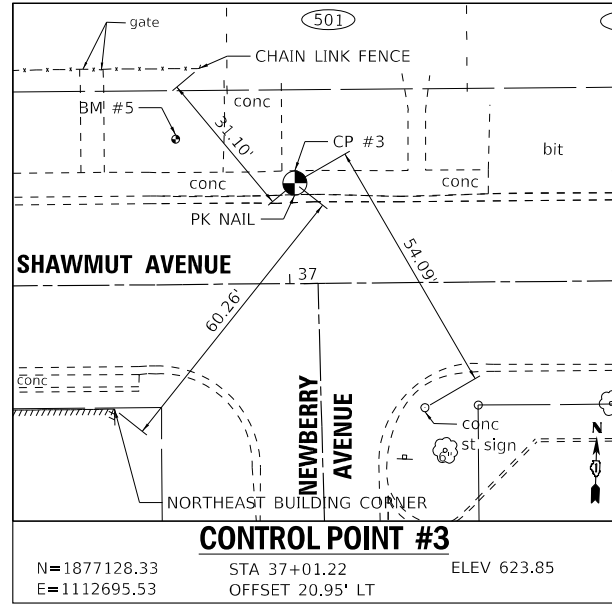 501
gate
CHAIN LINK FENCE
conc
BM #5
31.10'
CP #3
bit
conc
conc
PK NAIL
SHAWMUT AVENUE
54.09'
37
60.26'
conc
NEWBERRY
AVENUE
conc
st sign
6"
N
NORTHEAST BUILDING CORNER
CONTROL POINT #3
N=1877128.33
STA 37+01.22
ELEV 623.85
E=1112695.53
OFFSET 20.95' LT